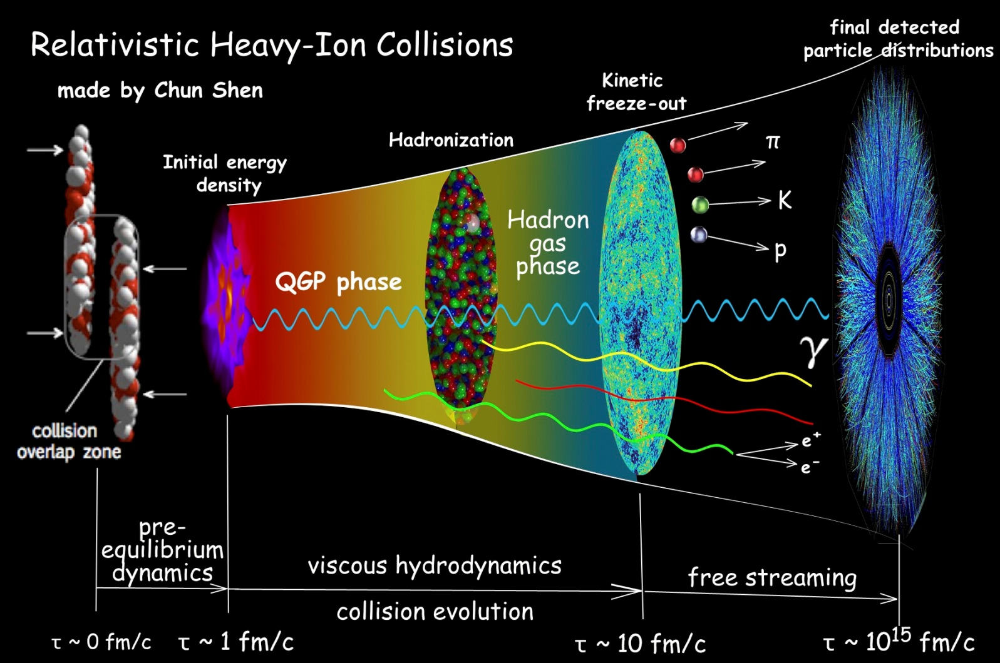 Relativistic Heavy-Ion Collisions
made by Chun Shen
final detected
particle distributions
Kinetic
freeze-out
Hadronization
Initial energy
density
π
K
p
Hadron
gas
phase
QGP phase
γ
e⁺
e⁻
collision
overlap zone
pre-
equilibrium
dynamics
viscous hydrodynamics
free streaming
collision evolution
τ ~ 0 fm/c
τ ~ 1 fm/c
τ ~ 10 fm/c
τ ~ 10¹⁵ fm/c